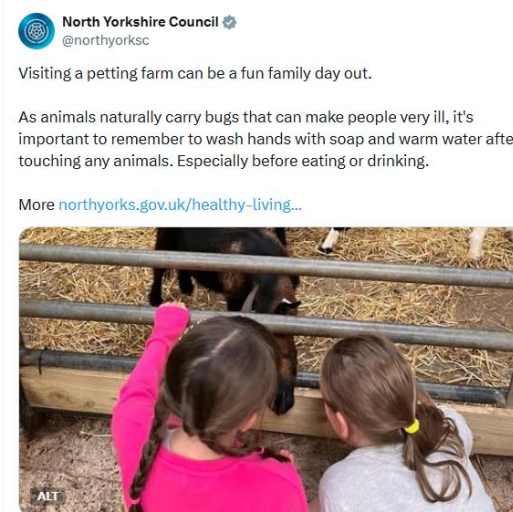 North Yorkshire Council
@northyorksc
Visiting a petting farm can be a fun family day out.
As animals naturally carry bugs that can make people very ill, it's
important to remember to wash hands with soap and warm water afte
touching any animals. Especially before eating or drinking.
More northyorks.gov.uk/healthy-living...
ALT